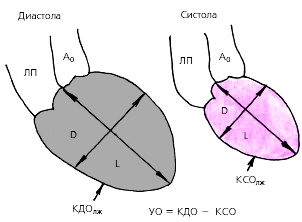 Диастола
Систола
ЛП
Ao
ЛП
Ao
D
L
D
L
КДОлж
КСОлж
УО = КДО − КСО